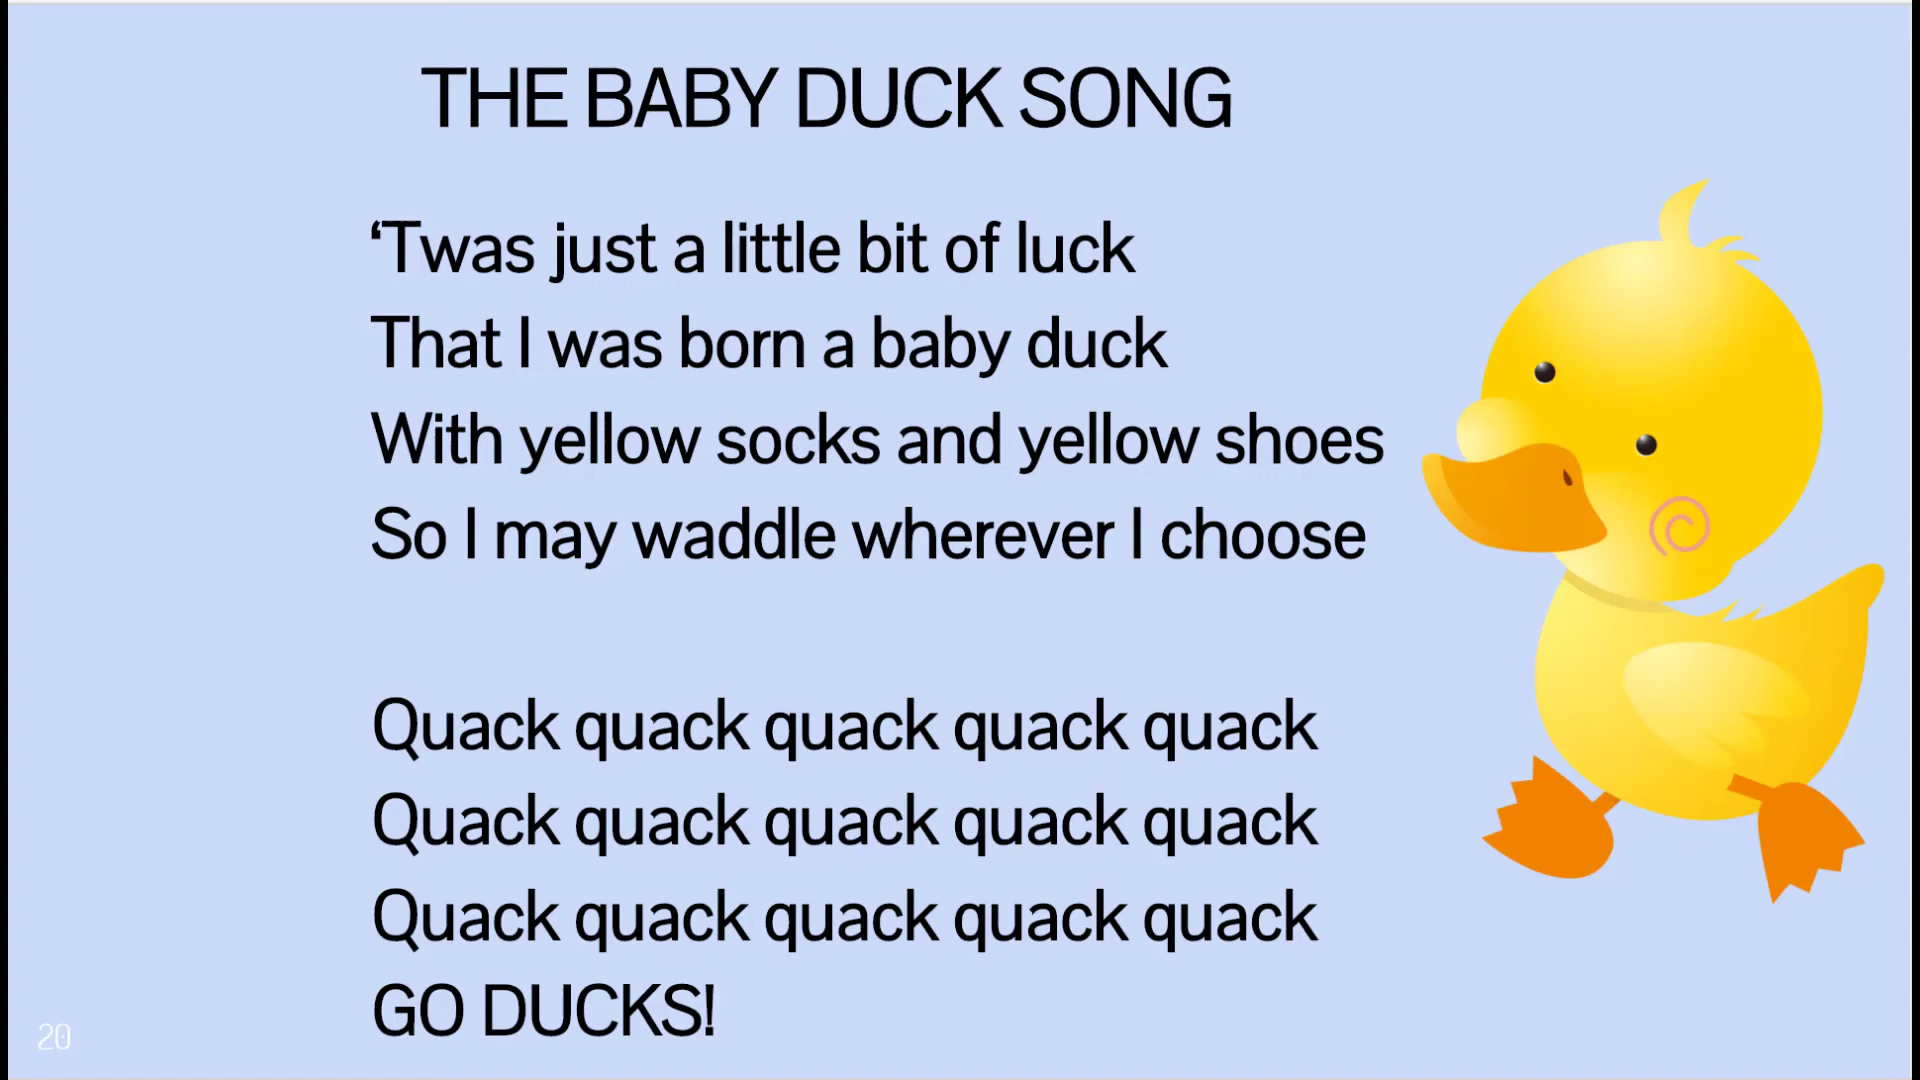 THE BABY DUCK SONG
‘Twas just a little bit of luck
That I was born a baby duck
With yellow socks and yellow shoes
So I may waddle wherever I choose
Quack quack quack quack quack
Quack quack quack quack quack
Quack quack quack quack quack
GO DUCKS!
20